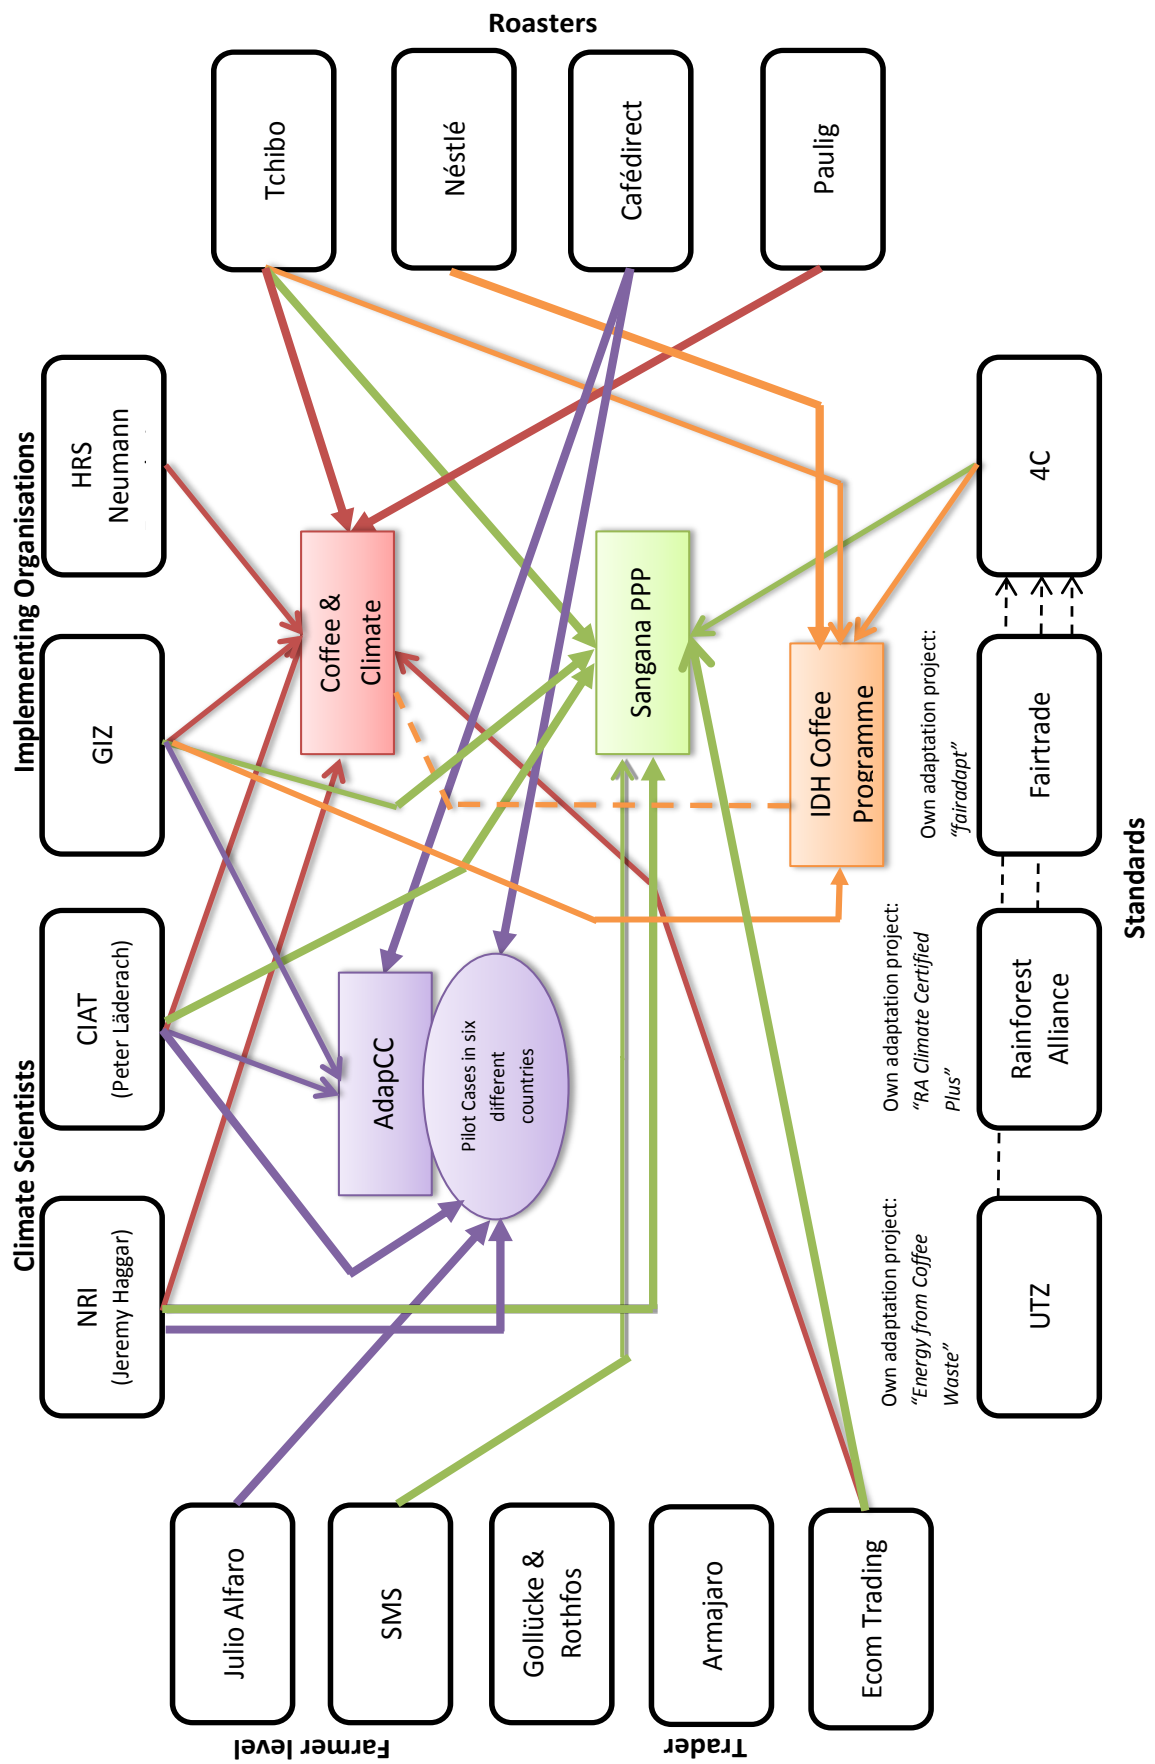 Climate Scientists
Implementing Organisations
NRI
(Jeremy Haggar)
CIAT
(Peter Läderach)
GIZ
HRS
Neumann
Roasters
Tchibo
Néstlé
Cafédirect
Paulig
Farmer level
Julio Alfaro
SMS
Trader
Gollücke &
Rothfos
Armajaro
Ecom Trading
AdapCC
Pilot Cases in six
different
countries
Coffee &
Climate
Sangana PPP
IDH Coffee
Programme
Own adaptation project:
“Energy from Coffee
Waste”
Own adaptation project:
“RA Climate Certified
Plus”
Own adaptation project:
“fairadapt”
UTZ
Rainforest
Alliance
Fairtrade
4C
Standards